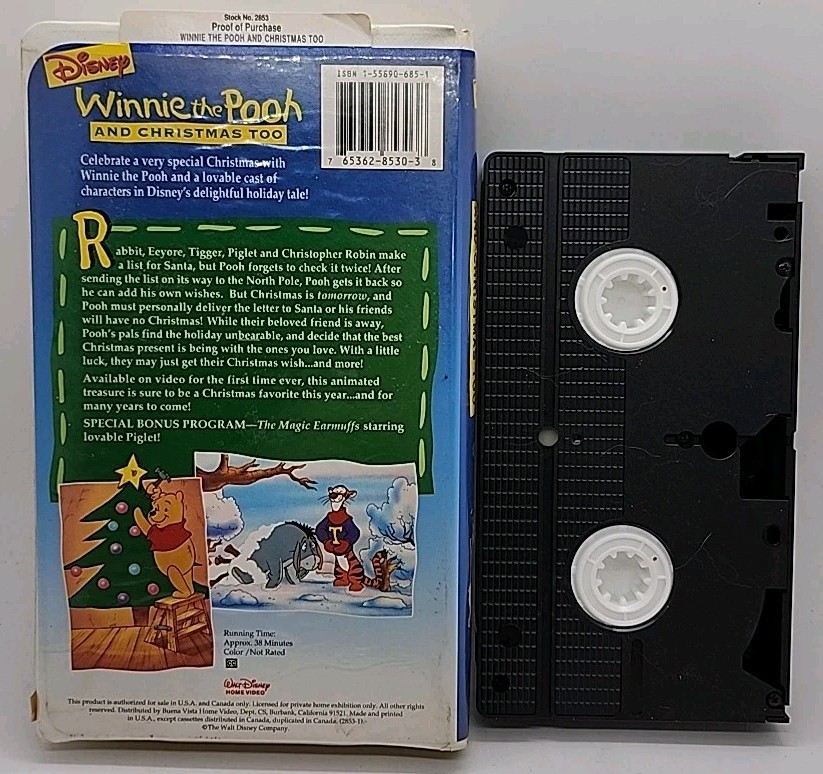 Stock No. 2853
Proof of Purchase
WINNIE THE POOH AND CHRISTMAS TOO
DISNEY
Winnie the Pooh
AND CHRISTMAS TOO
ISBN 1-55890-685-1
7 65362-8530-3 8
Celebrate a very special Christmas with
Winnie the Pooh and a lovable cast of
characters in Disney's delightful holiday tale!
Rabbit, Eeyore, Tigger, Piglet and Christopher Robin make
a list for Santa, but Pooh forgets to check it twice! After
sending the list on its way to the North Pole, Pooh gets it back so
he can add his own wishes. But Christmas is tomorrow, and
Pooh must personally deliver the letter to Santa or his friends
will have no Christmas! While their beloved friend is away,
Pooh's pals find the holiday unbearable, and decide that the best
Christmas present is being with the ones you love. With a little
luck, they may just get their Christmas wish...and more!
Available on video for the first time ever, this animated
treasure is sure to be a Christmas favorite this year...and for
many years to come!
SPECIAL BONUS PROGRAM—The Magic Earmuffs starring
lovable Piglet!
T
Running Time:
Approx. 38 Minutes
Color /Not Rated
CC
WALT DISNEY
HOME VIDEO
This product is authorized for sale in U.S.A. and Canada only. Licensed for private home exhibition only. All other rights
reserved. Distributed by Buena Vista Home Video, Dept. CS, Burbank, California 91521. Made and printed
in U.S.A., except cassettes distributed in Canada, duplicated in Canada. (2853-1)
©The Walt Disney Company.